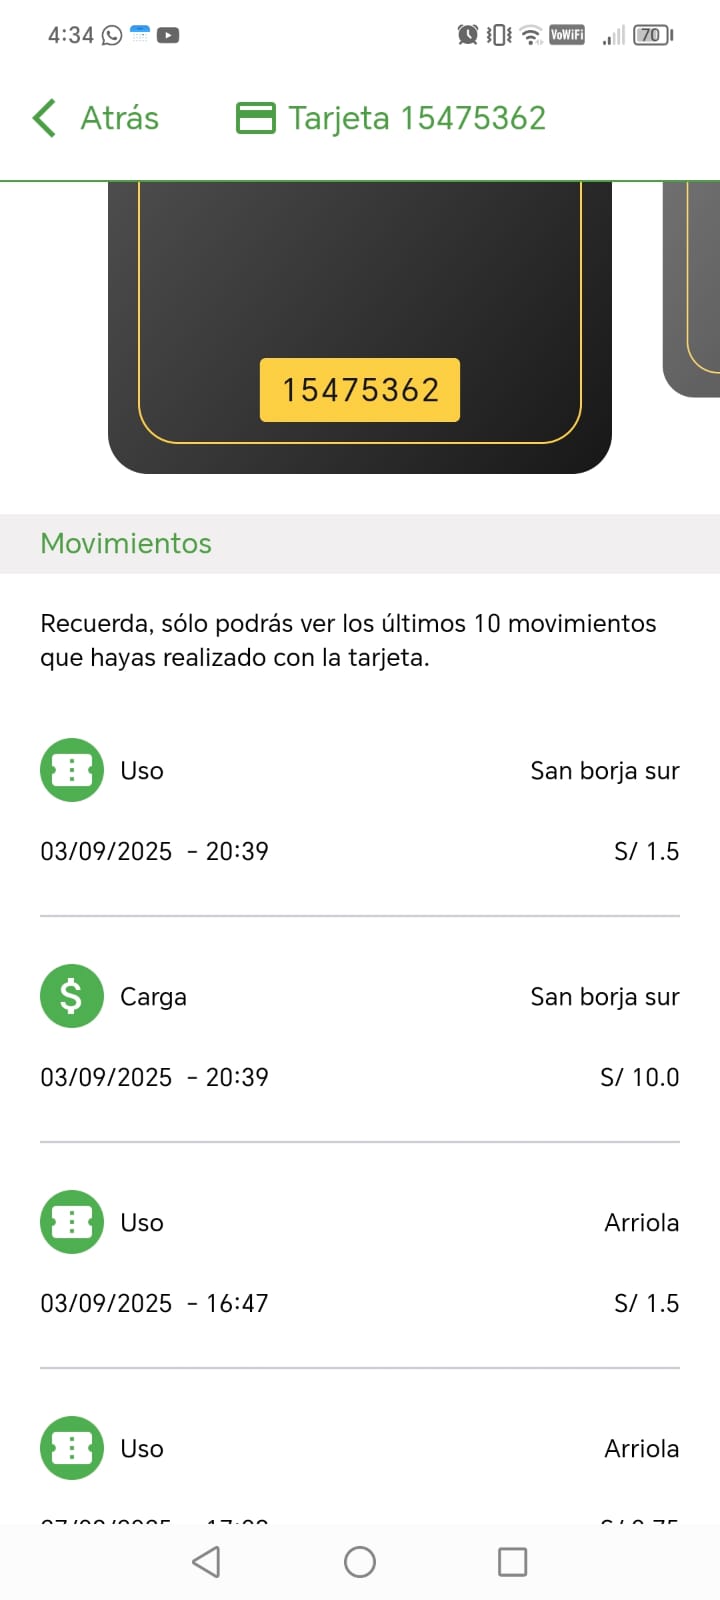 4:34
VoWiFi
70
Atrás
Tarjeta 15475362
15475362
Movimientos
Recuerda, sólo podrás ver los últimos 10 movimientos
que hayas realizado con la tarjeta.
Uso San borja sur
03/09/2025 - 20:39 S/ 1.5
Carga San borja sur
03/09/2025 - 20:39 S/ 10.0
Uso Arriola
03/09/2025 - 16:47 S/ 1.5
Uso Arriola